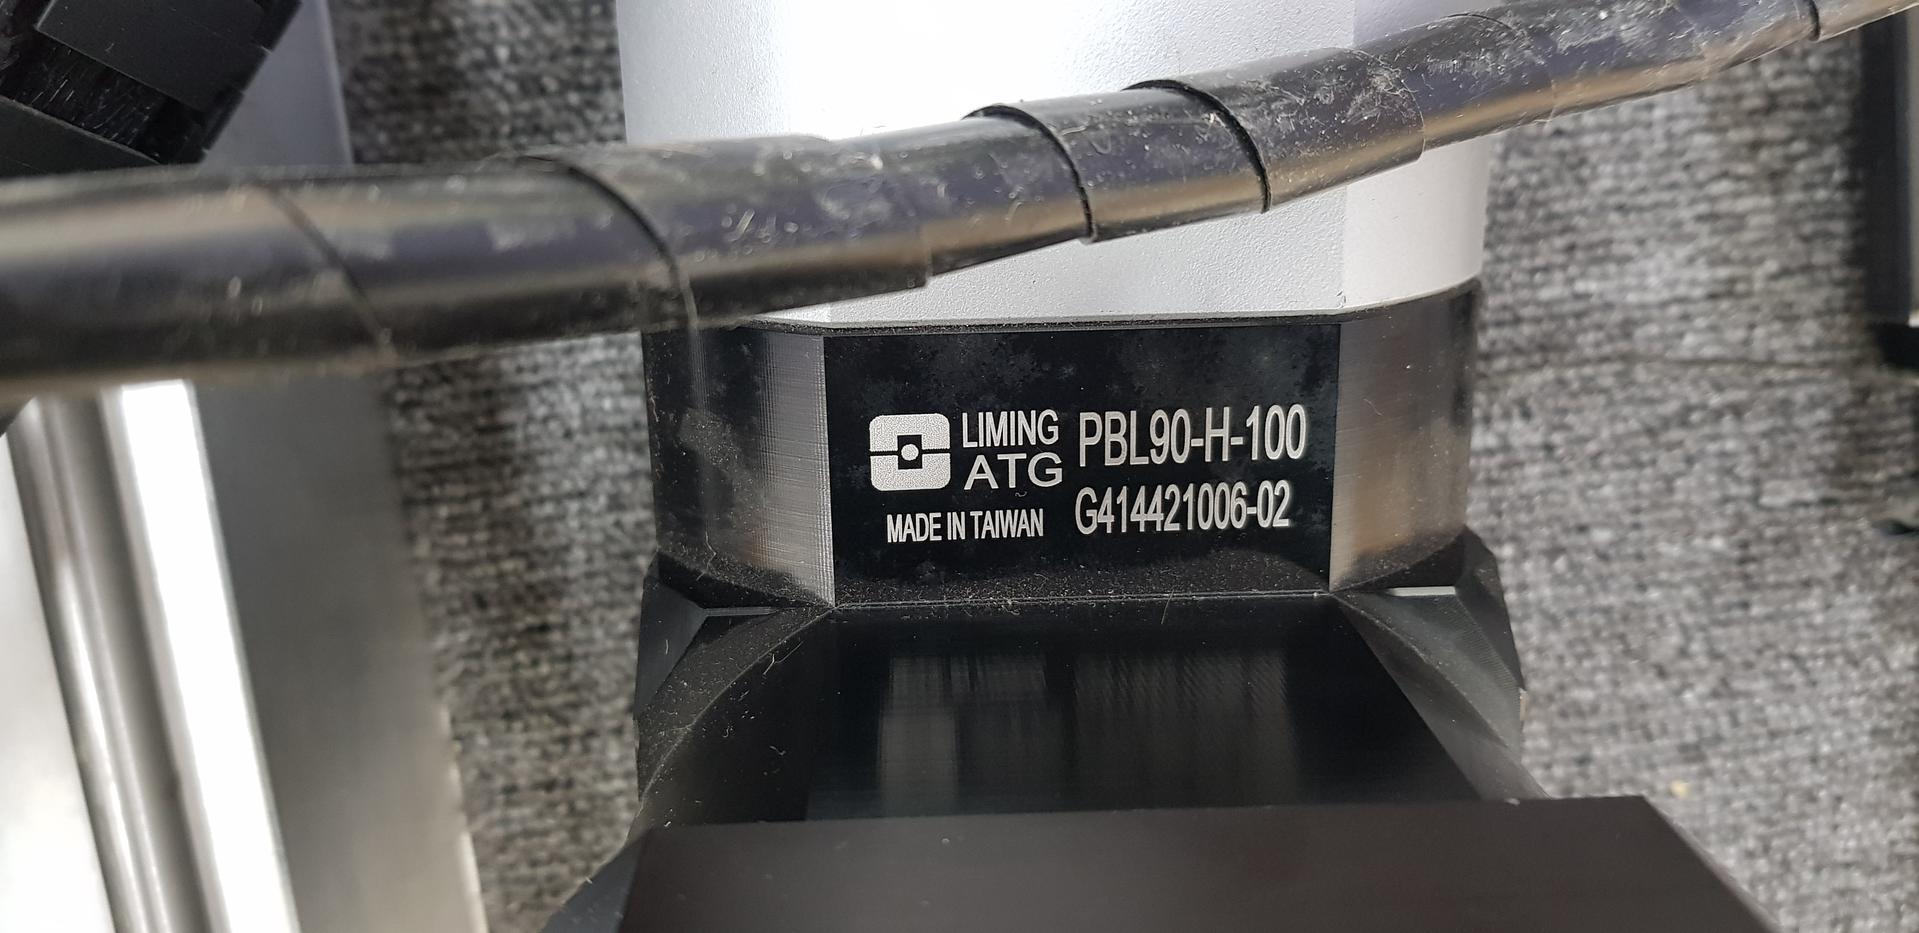 LIMING
ATG
MADE IN TAIWAN
PBL90-H-100
G414421006-02